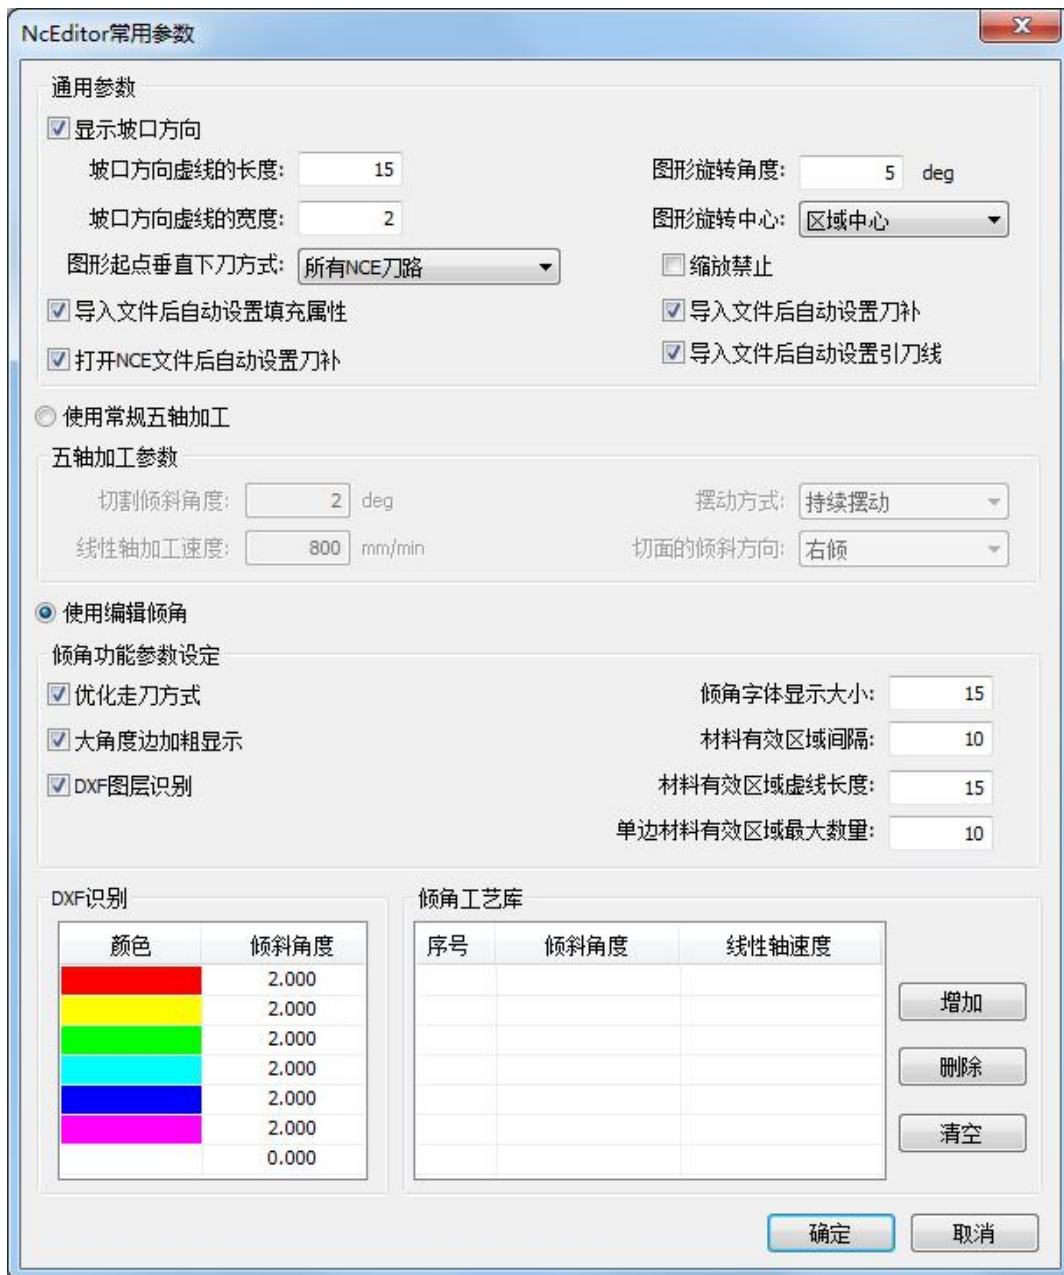 NcEditor常用参数
通用参数
显示坡口方向
坡口方向虚线的长度: 15
图形旋转角度: 5 deg
坡口方向虚线的宽度: 2
图形旋转中心: 区域中心
图形起点垂直下刀方式: 所有NCE刀路
缩放禁止
导入文件后自动设置填充属性
导入文件后自动设置刀补
打开NCE文件后自动设置刀补
导入文件后自动设置引刀线
使用常规五轴加工
五轴加工参数
切割倾斜角度: 2 deg
摆动方式: 持续摆动
线性轴加工速度: 800 mm/min
切面的倾斜方向: 右倾
使用编辑倾角
倾角功能参数设定
优化走刀方式
倾角字体显示大小: 15
大角度边加粗显示
材料有效区域间隔: 10
DXF图层识别
材料有效区域虚线长度: 15
单边材料有效区域最大数量: 10
DXF识别
颜色 倾斜角度
2.000
2.000
2.000
2.000
2.000
2.000
0.000
倾角工艺库
序号 倾斜角度 线性轴速度
增加
删除
清空
确定 取消